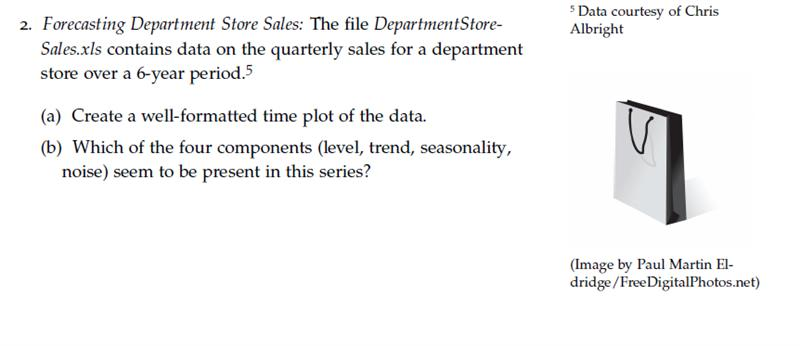 2. Forecasting Department Store Sales: The file DepartmentStore-
Sales.xls contains data on the quarterly sales for a department
store over a 6-year period.5
(a) Create a well-formatted time plot of the data.
(b) Which of the four components (level, trend, seasonality,
noise) seem to be present in this series?
5 Data courtesy of Chris
Albright
(Image by Paul Martin El-
dridge/FreeDigitalPhotos.net)